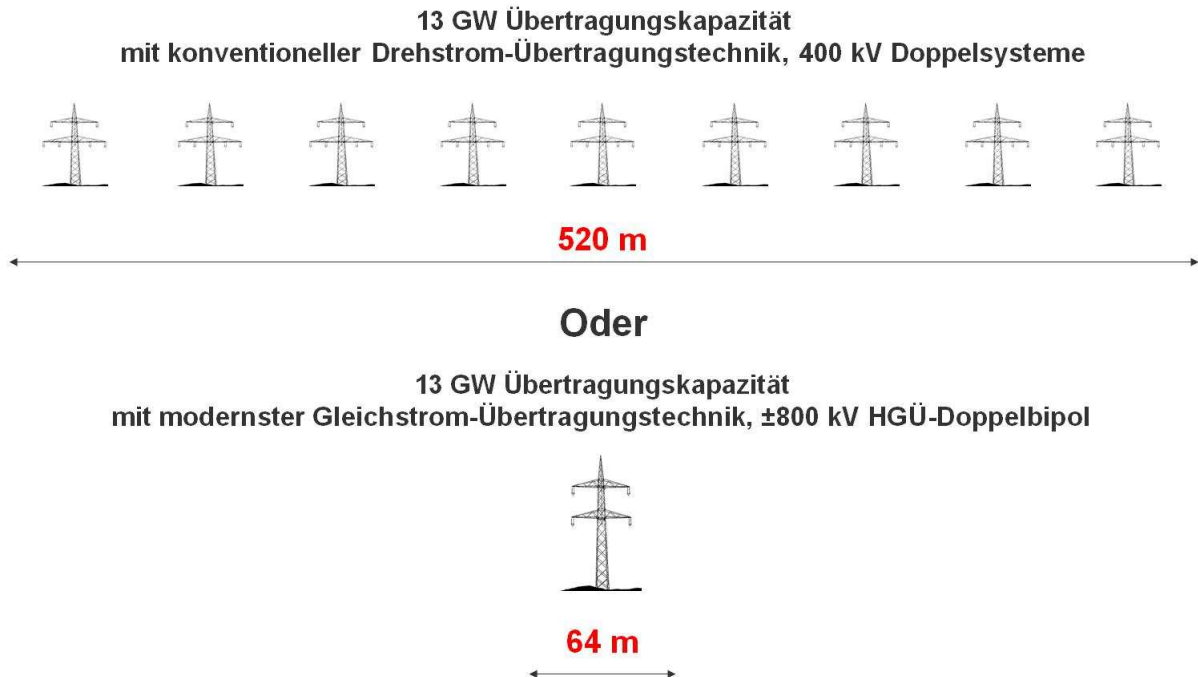 13 GW Übertragungskapazität
mit konventioneller Drehstrom-Übertragungstechnik, 400 kV Doppelsysteme
520 m
Oder
13 GW Übertragungskapazität
mit modernster Gleichstrom-Übertragungstechnik, ±800 kV HGÜ-Doppelbipol
64 m